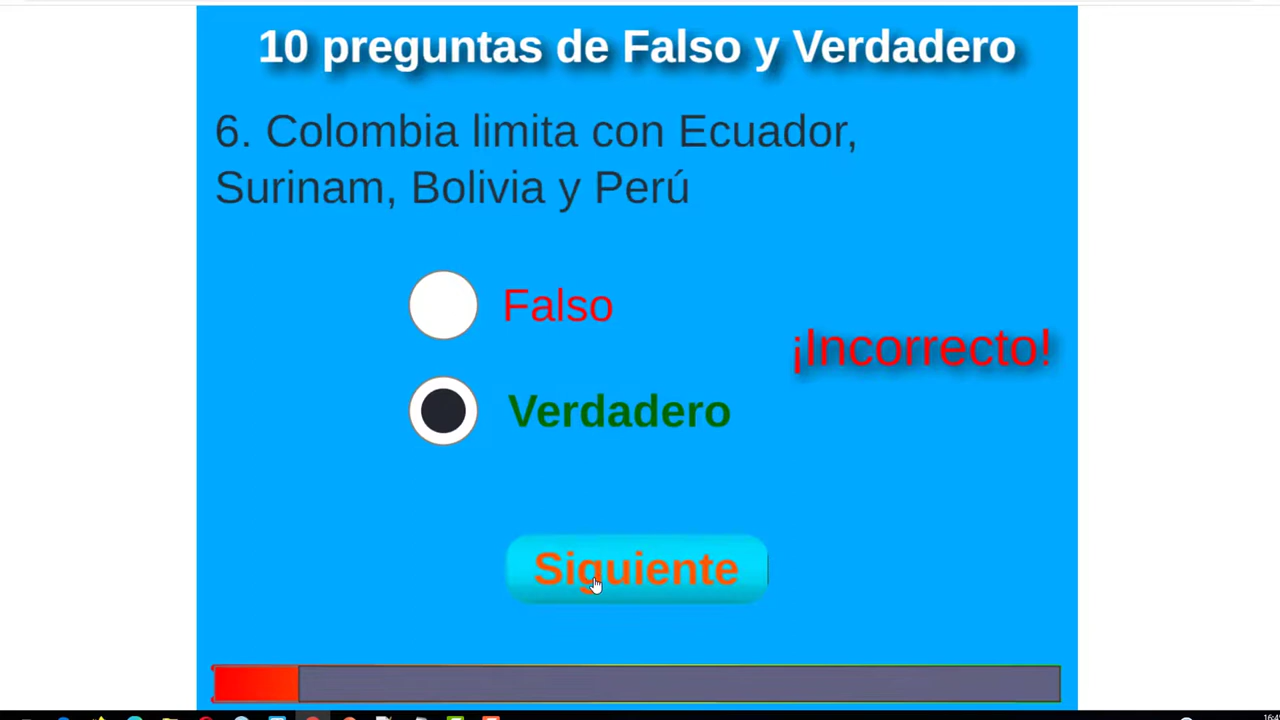 10 preguntas de Falso y Verdadero
6. Colombia limita con Ecuador,
Surinam, Bolivia y Perú
Falso
¡Incorrecto!
Verdadero
Siguiente